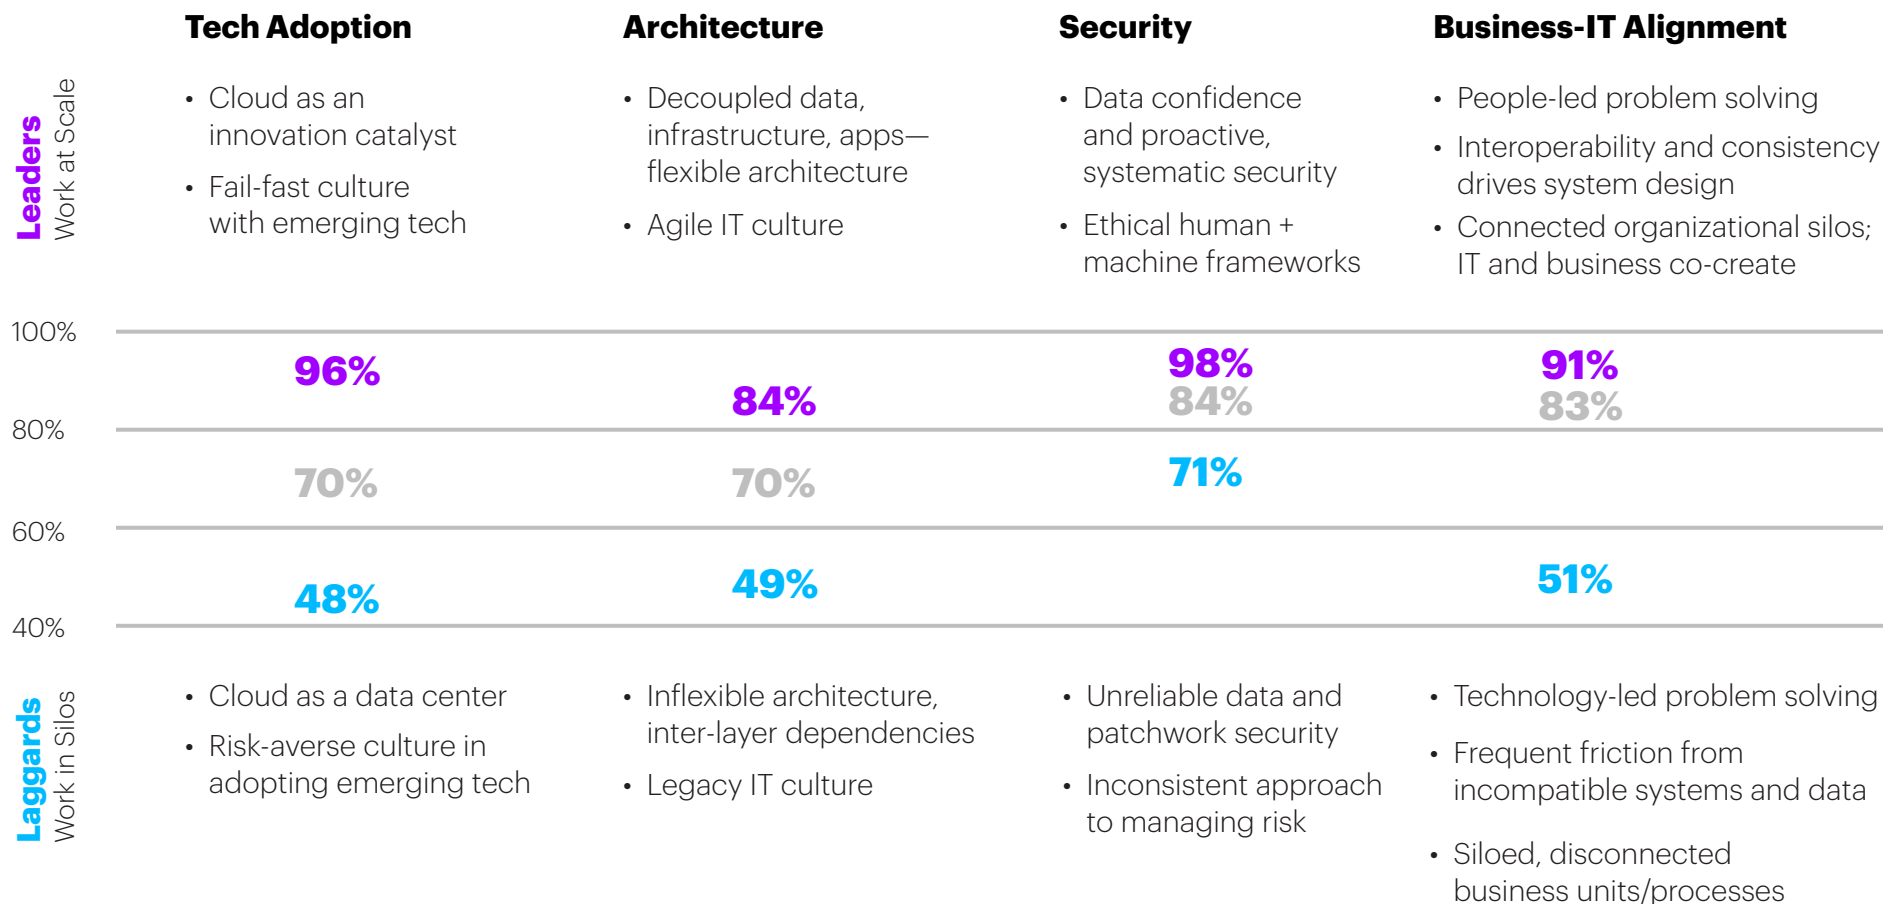 Tech Adoption
Architecture
Security
Business-IT Alignment
Leaders
Work at Scale
• Cloud as an
innovation catalyst
• Fail-fast culture
with emerging tech
• Decoupled data,
infrastructure, apps—
flexible architecture
• Agile IT culture
• Data confidence
and proactive,
systematic security
• Ethical human +
machine frameworks
• People-led problem solving
• Interoperability and consistency
drives system design
• Connected organizational silos;
IT and business co-create
100%
96%
84%
98%
84%
91%
83%
80%
70%
70%
71%
60%
48%
49%
51%
40%
Laggards
Work in Silos
• Cloud as a data center
• Risk-averse culture in
adopting emerging tech
• Inflexible architecture,
inter-layer dependencies
• Legacy IT culture
• Unreliable data and
patchwork security
• Inconsistent approach
to managing risk
• Technology-led problem solving
• Frequent friction from
incompatible systems and data
• Siloed, disconnected
business units/processes